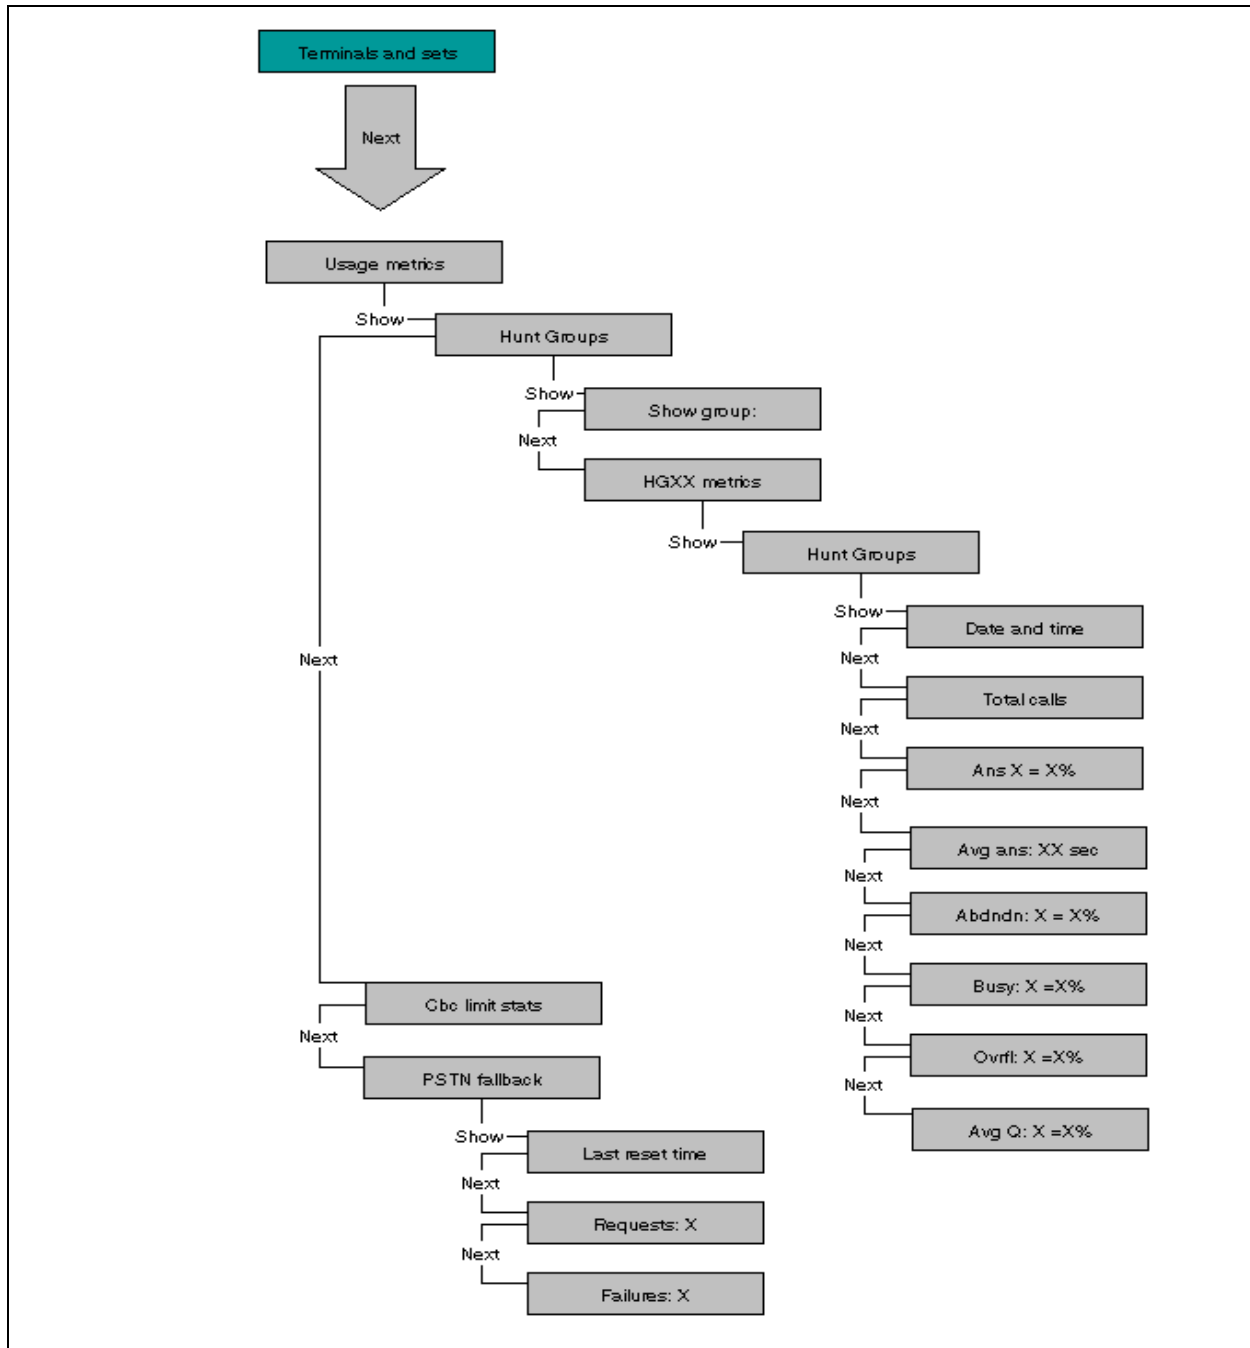 Terminals and sets
Next
Usage metrics
Show
Hunt Groups
Show
Show group:
Next
HGXX metrics
Show
Hunt Groups
Show
Date and time
Next
Next
Total calls
Next
Ans X = X%
Next
Avg ans: XX sec
Next
Abdndn: X = X%
Next
Busy: X =X%
Cbc limit stats
Next
Next
Ovrfl: X =X%
PSTN fallback
Next
Avg Q: X =X%
Show
Last reset time
Next
Requests: X
Next
Failures: X